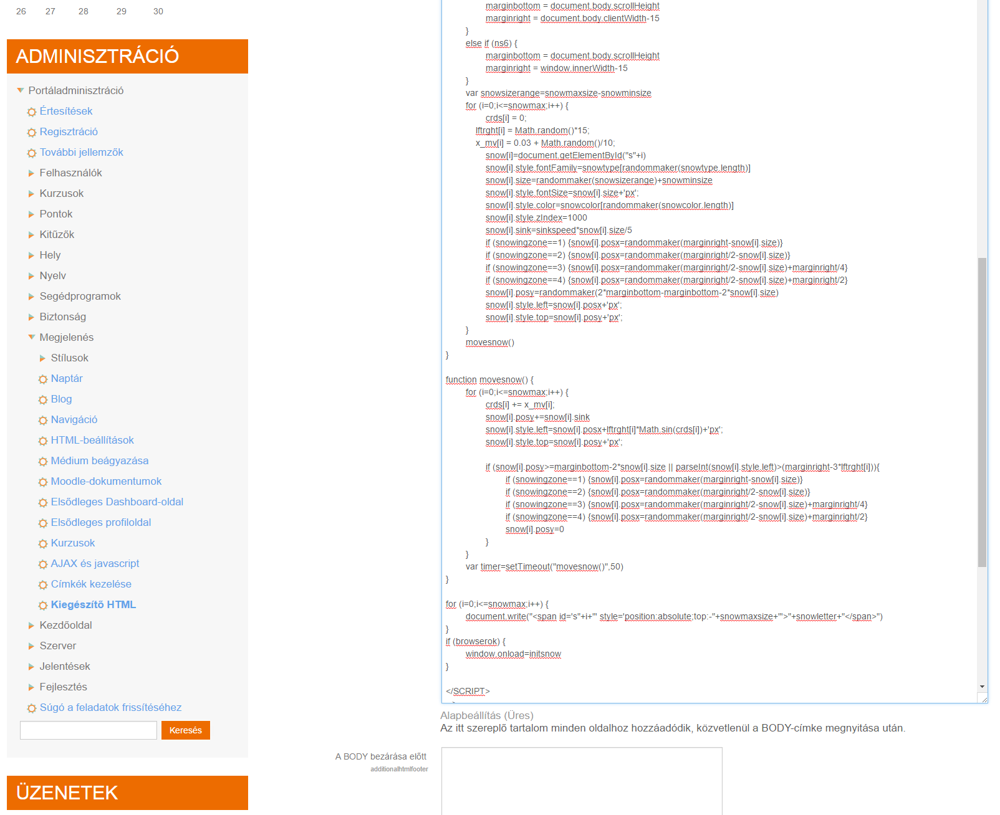 26 27 28 29 30
ADMINISZTRÁCIÓ
Portáladminisztráció
Értesítések
Regisztráció
További jellemzők
Felhasználók
Kurzusok
Pontok
Kitűzők
Hely
Nyelv
Segédprogramok
Biztonság
Megjelenés
Stílusok
Naptár
Blog
Navigáció
HTML-beállítások
Médium beágyazása
Moodle-dokumentumok
Elsődleges Dashboard-oldal
Elsődleges profiloldal
Kurzusok
AJAX és javascript
Címkék kezelése
Kiegészítő HTML
Kezdőoldal
Szerver
Jelentések
Fejlesztés
Súgó a feladatok frissítéséhez
Keresés
ÜZENETEK
marginbottom = document.body.scrollHeight
marginright = document.body.clientWidth-15
}
else if (ns6) {
marginbottom = document.body.scrollHeight
marginright = window.innerWidth-15
}
var snowsizerange=snowmaxsize-snowminsize
for (i=0;i<=snowmax;i++) {
crds[i] = 0;
lftrght[i] = Math.random()*15;
x_mv[i] = 0.03 + Math.random()/10;
snow[i]=document.getElementById("s"+i)
snow[i].style.fontFamily=snowtype[randommaker(snowtype.length)]
snow[i].size=randommaker(snowsizerange)+snowminsize
snow[i].style.fontSize=snow[i].size+'px';
snow[i].style.color=snowcolor[randommaker(snowcolor.length)]
snow[i].style.zIndex=1000
snow[i].sink=sinkspeed*snow[i].size/5
if (snowingzone==1) {snow[i].posx=randommaker(marginright-snow[i].size)}
if (snowingzone==2) {snow[i].posx=randommaker(marginright/2-snow[i].size)}
if (snowingzone==3) {snow[i].posx=randommaker(marginright/2-snow[i].size)+marginright/4}
if (snowingzone==4) {snow[i].posx=randommaker(marginright/2-snow[i].size)+marginright/2}
snow[i].posy=randommaker(2*marginbottom-marginbottom-2*snow[i].size)
snow[i].style.left=snow[i].posx+'px';
snow[i].style.top=snow[i].posy+'px';
}
movesnow()
}
function movesnow() {
for (i=0;i<=snowmax;i++) {
crds[i] += x_mv[i];
snow[i].posy+=snow[i].sink
snow[i].style.left=snow[i].posx+lftrght[i]*Math.sin(crds[i])+'px';
snow[i].style.top=snow[i].posy+'px';
if (snow[i].posy>=marginbottom-2*snow[i].size || parseInt(snow[i].style.left)>(marginright-3*lftrght[i])){
if (snowingzone==1) {snow[i].posx=randommaker(marginright-snow[i].size)}
if (snowingzone==2) {snow[i].posx=randommaker(marginright/2-snow[i].size)}
if (snowingzone==3) {snow[i].posx=randommaker(marginright/2-snow[i].size)+marginright/4}
if (snowingzone==4) {snow[i].posx=randommaker(marginright/2-snow[i].size)+marginright/2}
snow[i].posy=0
}
}
var timer=setTimeout("movesnow()",50)
}
for (i=0;i<=snowmax;i++) {
document.write("<span id='s"+i+"' style='position:absolute;top:-"+snowmaxsize+"'>"+snowletter+"</span>")
}
if (browserok) {
window.onload=initsnow
}
</SCRIPT>
Alapbeállítás (Üres)
Az itt szereplő tartalom minden oldalhoz hozzáadódik, közvetlenül a BODY-címke megnyitása után.
A BODY bezárása előtt
additionalhtmlfooter